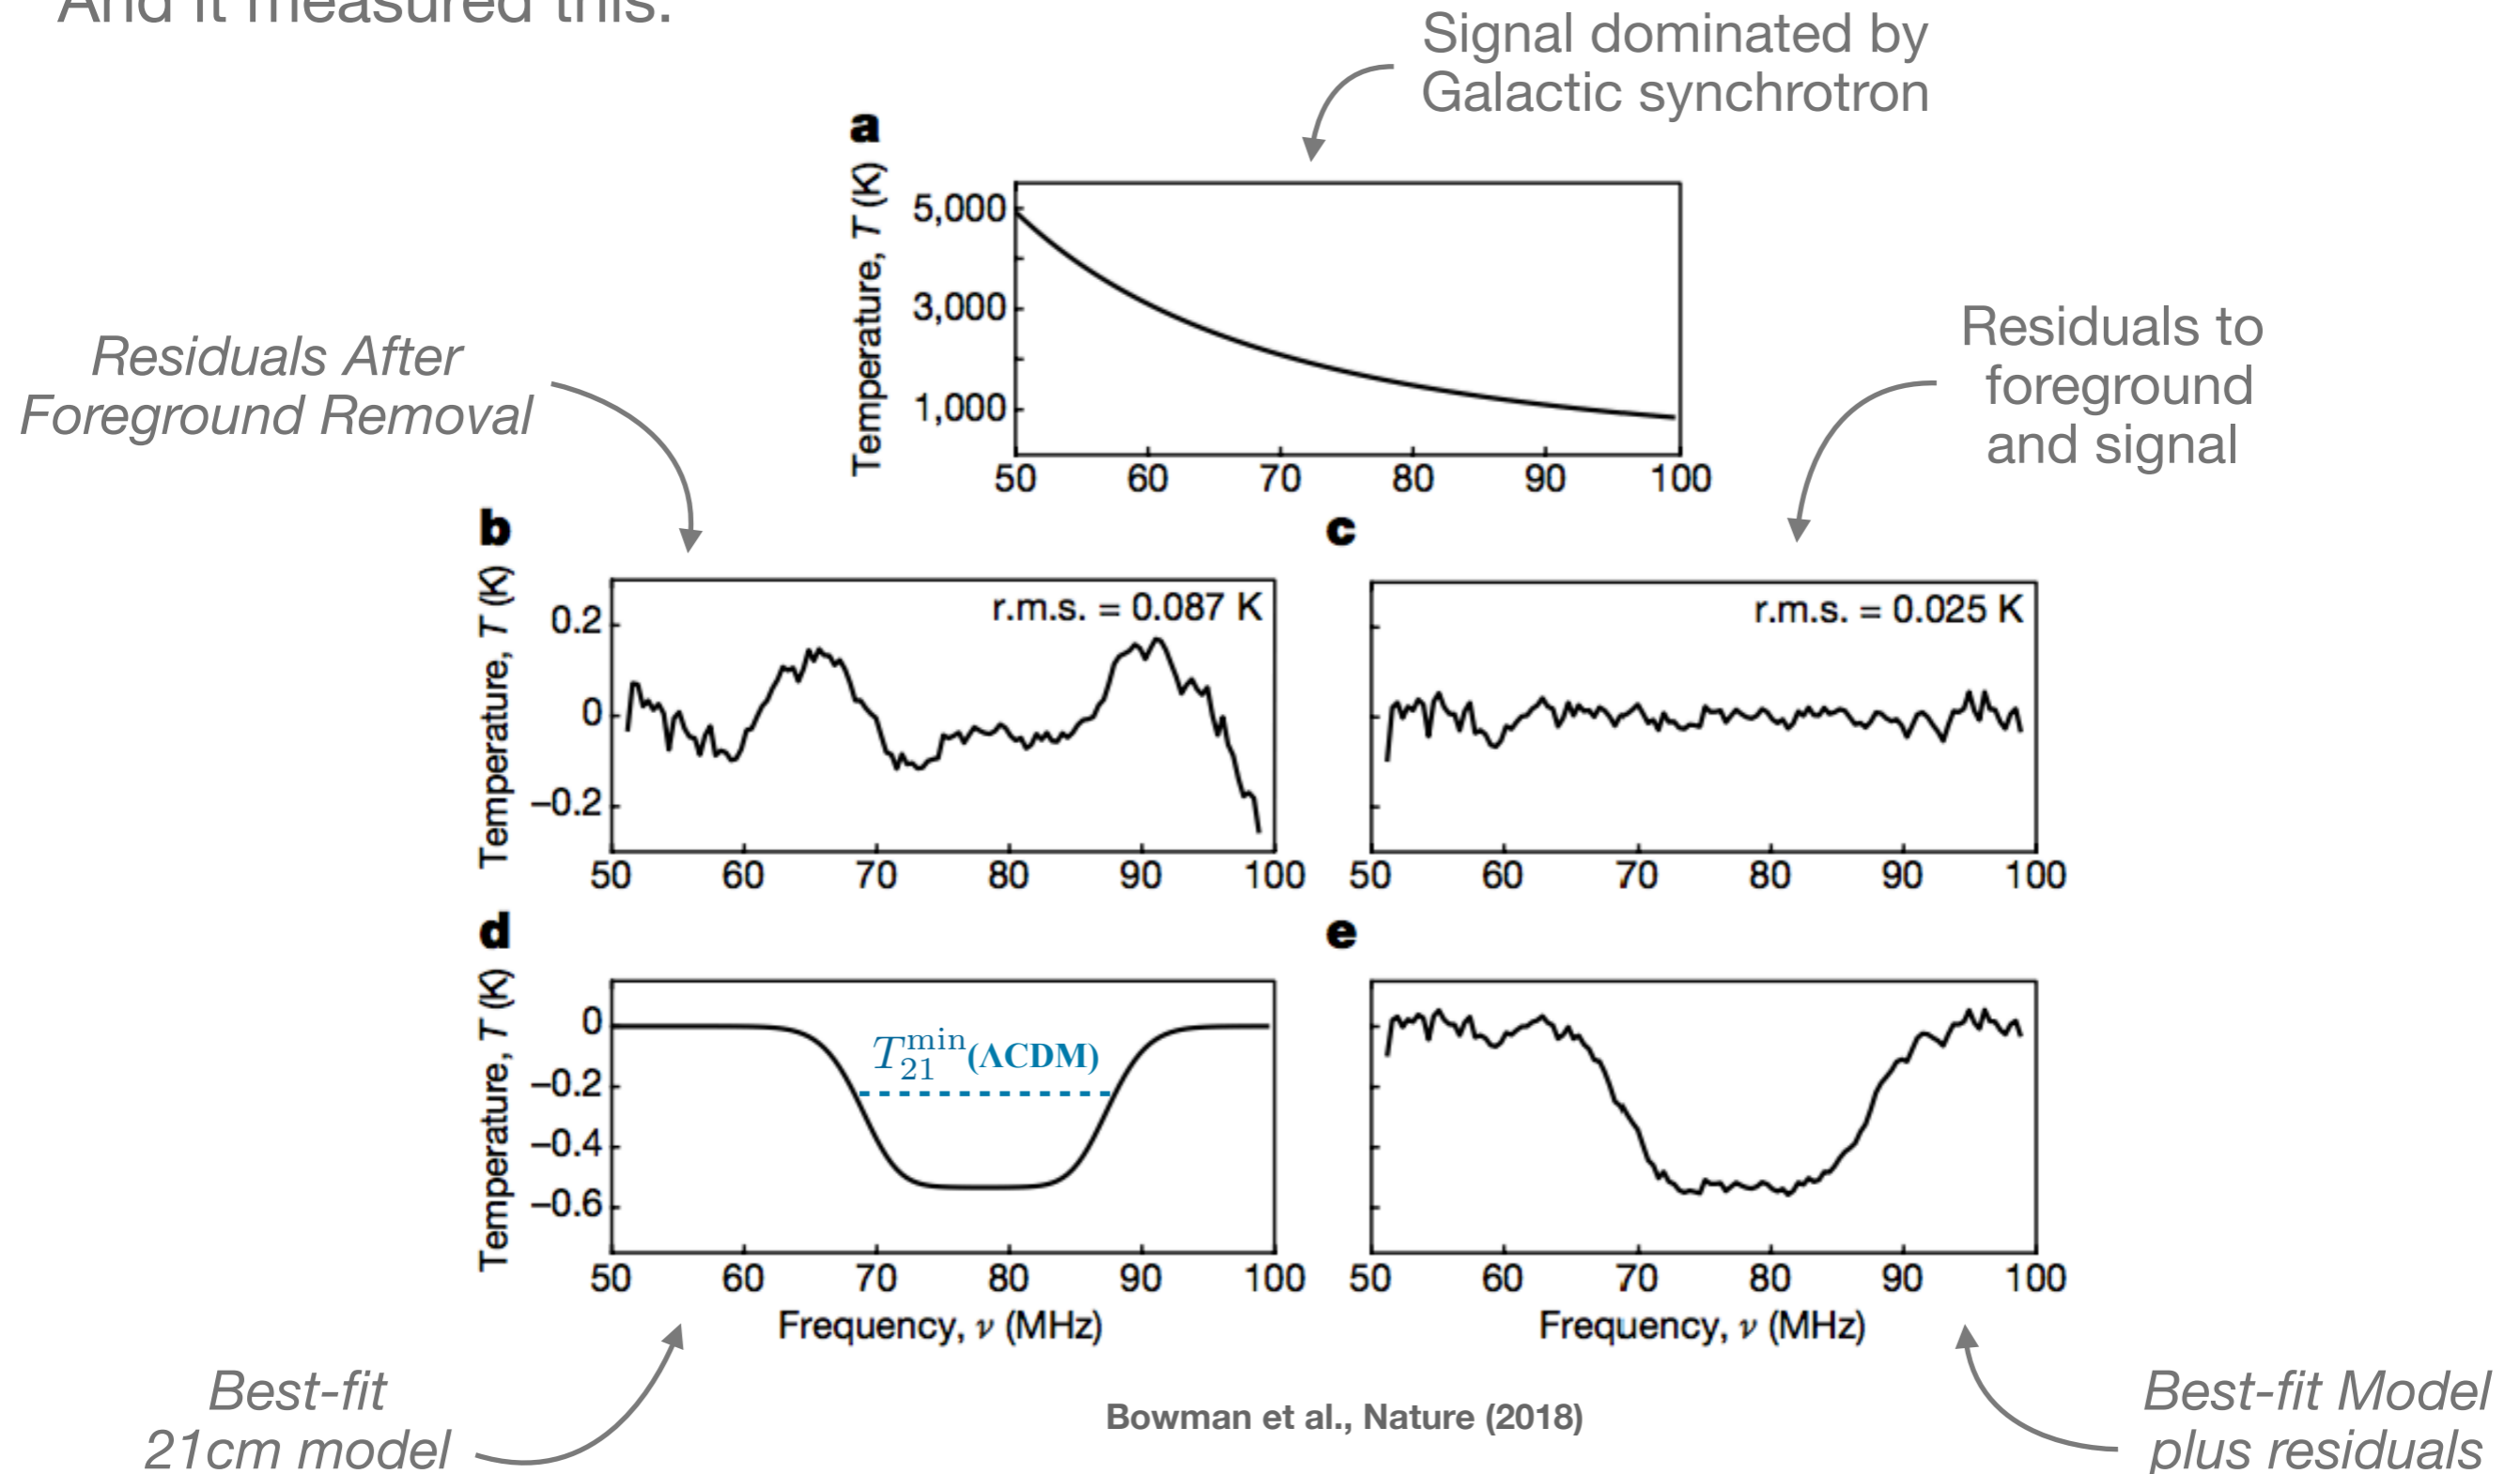 And it measured this:
Signal dominated by
Galactic synchrotron
a
Temperature, T (K)
5,000
3,000
1,000
50 60 70 80 90 100
Residuals After
Foreground Removal
Residuals to
foreground
and signal
b
Temperature, T (K)
r.m.s. = 0.087 K
0.2
0
−0.2
50 60 70 80 90 100
c
r.m.s. = 0.025 K
50 60 70 80 90 100
d
Temperature, T (K)
0
−0.2
−0.4
−0.6
T₂₁ᵐⁱⁿ(ΛCDM)
50 60 70 80 90 100
Frequency, ν (MHz)
e
50 60 70 80 90 100
Frequency, ν (MHz)
Best-fit
21cm model
Bowman et al., Nature (2018)
Best-fit Model
plus residuals